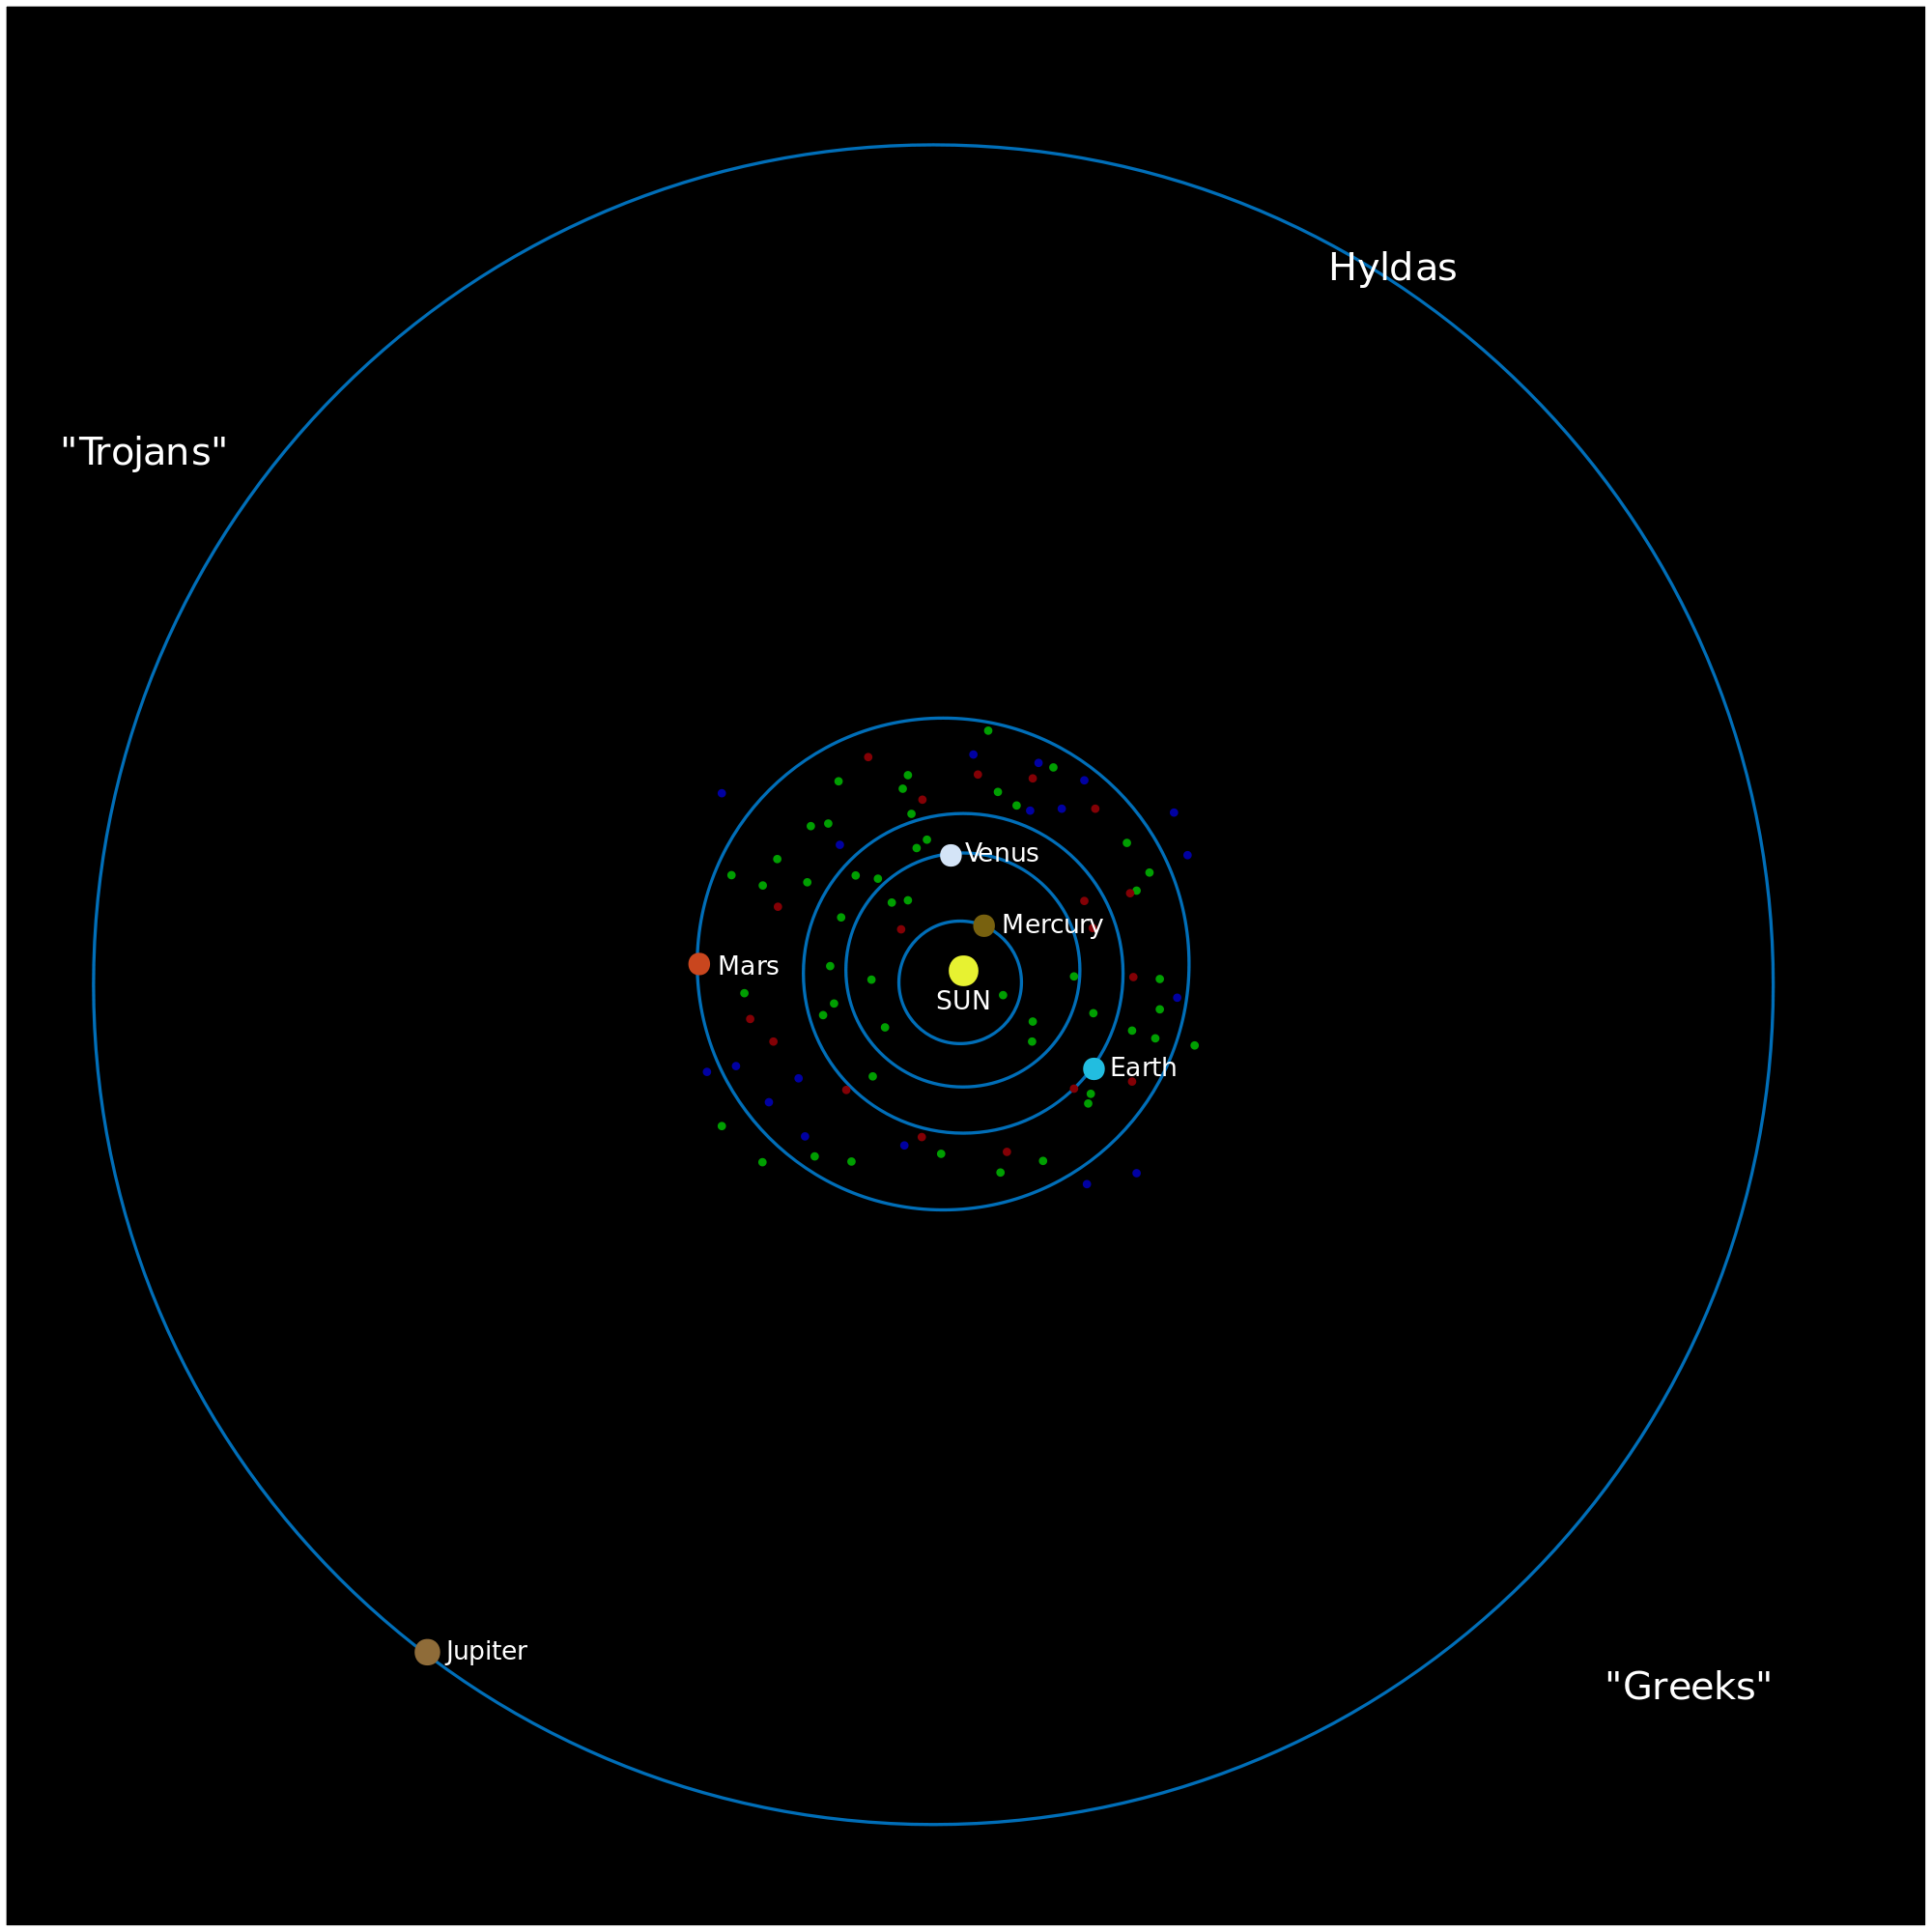 Hyldas
"Trojans"
Venus
Mercury
Mars
SUN
Earth
Jupiter
"Greeks"